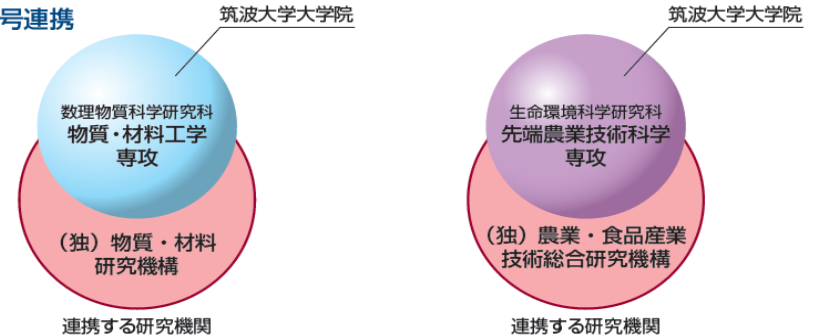 号連携
筑波大学大学院
数理物質科学研究科
物質・材料工学
専攻
（独）物質・材料
研究機構
連携する研究機関
筑波大学大学院
生命環境科学研究科
先端農業技術科学
専攻
（独）農業・食品産業
技術総合研究機構
連携する研究機関